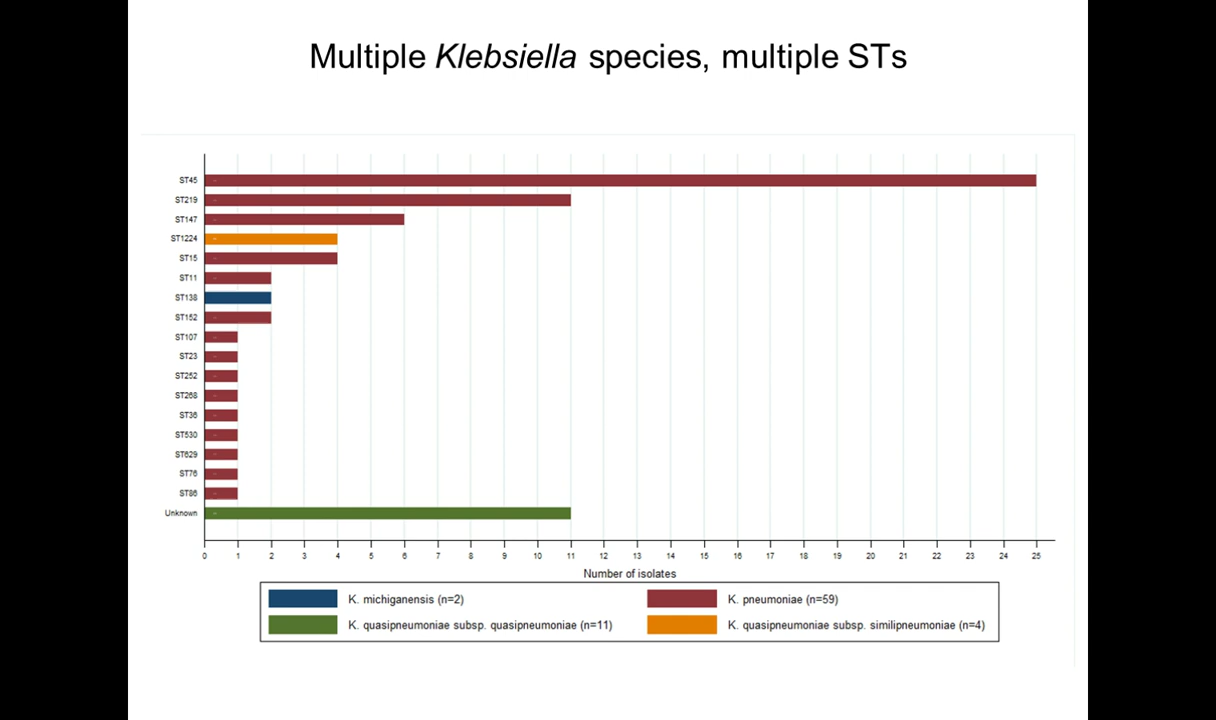 Multiple Klebsiella species, multiple STs
ST45
ST219
ST147
ST1224
ST15
ST11
ST138
ST152
ST107
ST23
ST252
ST268
ST36
ST530
ST629
ST76
ST86
Unknown
0 1 2 3 4 5 6 7 8 9 10 11 12 13 14 15 16 17 18 19 20 21 22 23 24 25
Number of isolates
K. michiganensis (n=2) K. pneumoniae (n=59)
K. quasipneumoniae subsp. quasipneumoniae (n=11) K. quasipneumoniae subsp. similipneumoniae (n=4)